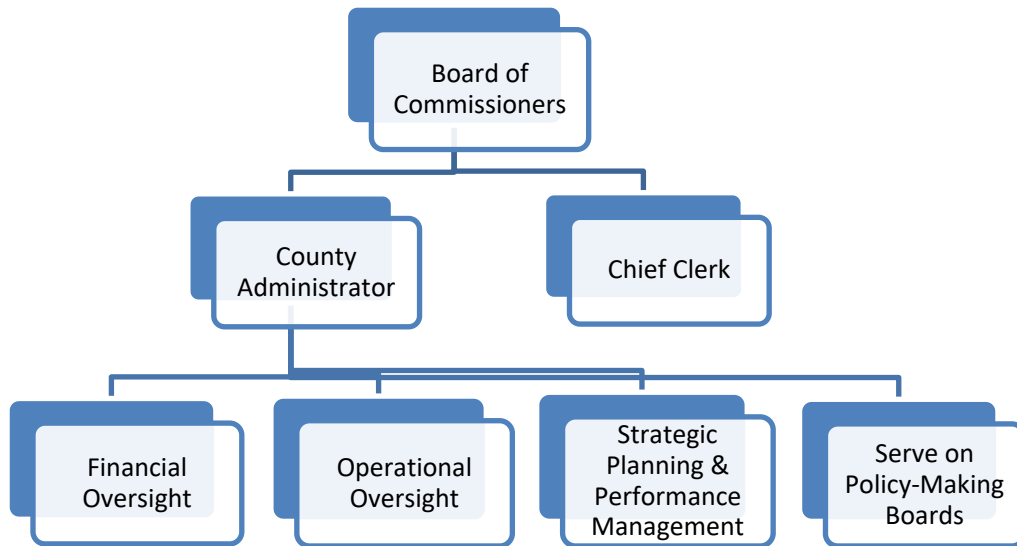 Board of
Commissioners
County
Administrator
Chief Clerk
Financial
Oversight
Operational
Oversight
Strategic
Planning &
Performance
Management
Serve on
Policy-Making
Boards